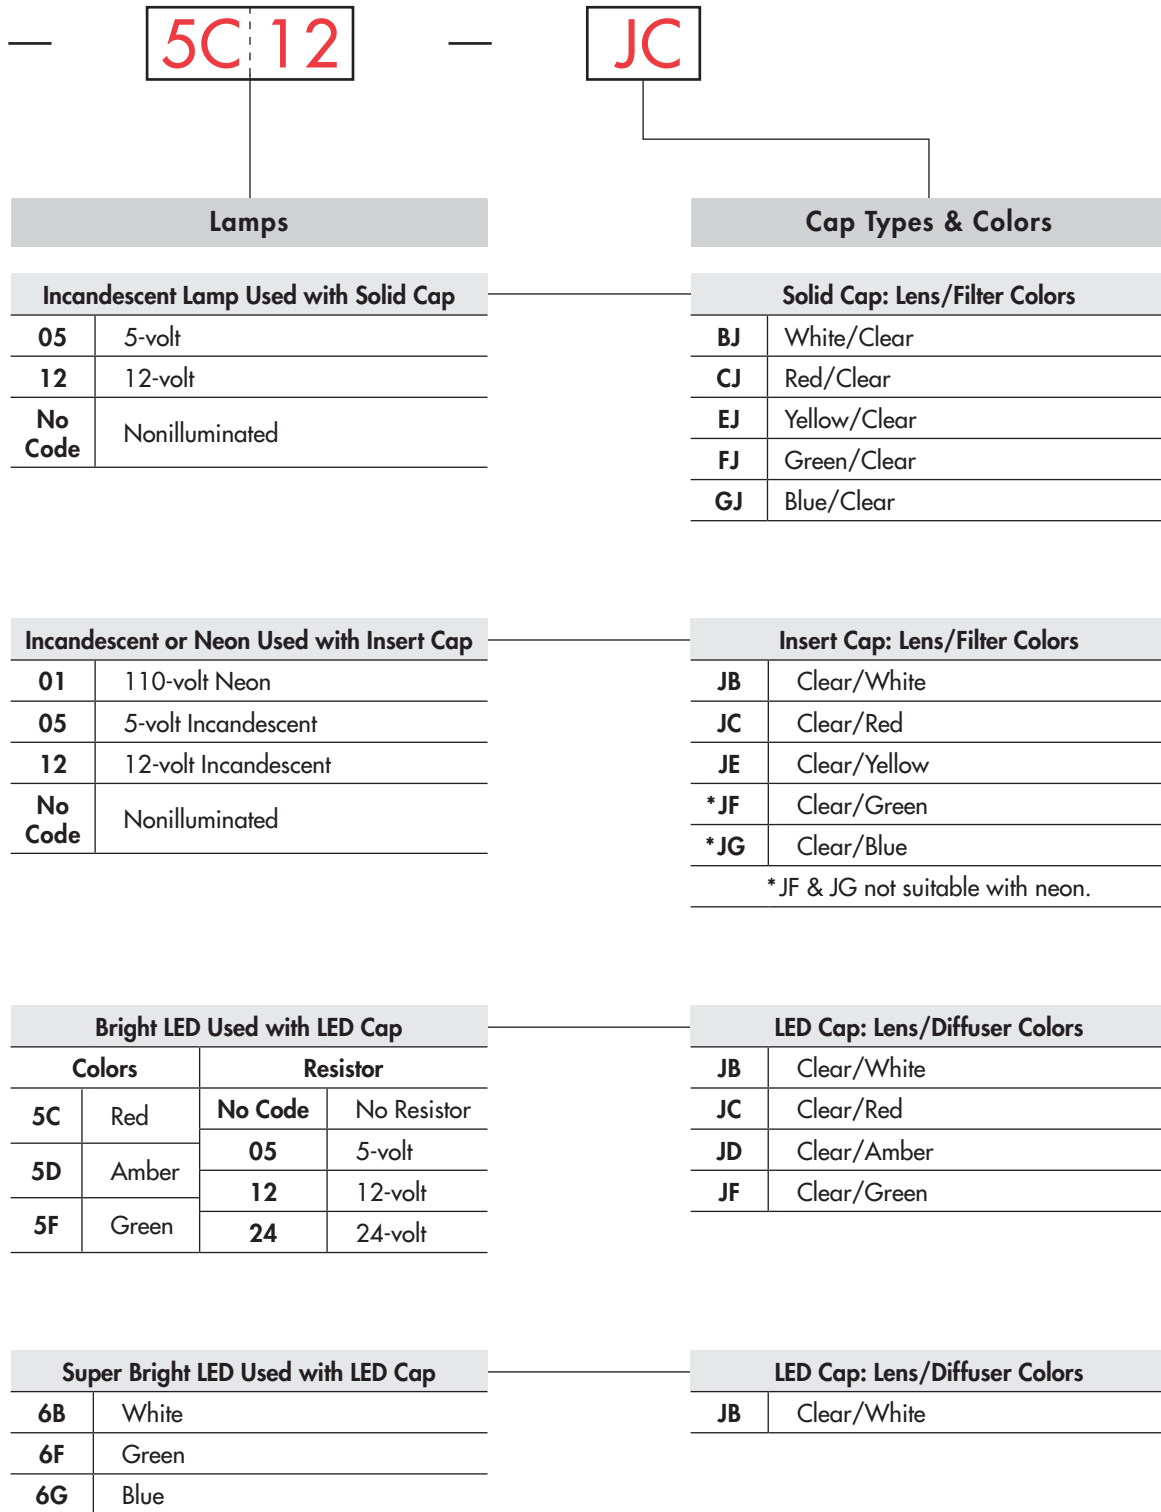 — 5C 12 — JC
Lamps
Cap Types & Colors
Incandescent Lamp Used with Solid Cap
05 5-volt
12 12-volt
No Code Nonilluminated
Solid Cap: Lens/Filter Colors
BJ White/Clear
CJ Red/Clear
EJ Yellow/Clear
FJ Green/Clear
GJ Blue/Clear
Incandescent or Neon Used with Insert Cap
01 110-volt Neon
05 5-volt Incandescent
12 12-volt Incandescent
No Code Nonilluminated
Insert Cap: Lens/Filter Colors
JB Clear/White
JC Clear/Red
JE Clear/Yellow
*JF Clear/Green
*JG Clear/Blue
*JF & JG not suitable with neon.
Bright LED Used with LED Cap
Colors
5C Red
5D Amber
5F Green
Resistor
No Code No Resistor
05 5-volt
12 12-volt
24 24-volt
LED Cap: Lens/Diffuser Colors
JB Clear/White
JC Clear/Red
JD Clear/Amber
JF Clear/Green
Super Bright LED Used with LED Cap
6B White
6F Green
6G Blue
LED Cap: Lens/Diffuser Colors
JB Clear/White